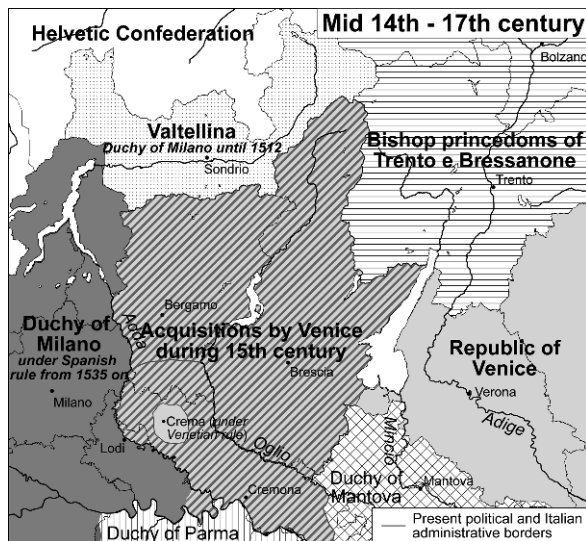 Mid 14th - 17th century
Helvetic Confederation
Bolzano
Valtellina
Duchy of Milano until 1512
Sondrio
Bishop princedoms of
Trento e Bressanone
Trento
Bergamo
Duchy of
Milano
under Spanish
rule from 1535 on
Adda
Acquisitions by Venice
during 15th century
Brescia
Republic of
Venice
Milano
Verona
Crema (under
Venetian rule)
Adige
Lodi
Oglio
Mincio
Duchy of
Mantova
Mantova
Cremona
Duchy of Parma
Present political and Italian
administrative borders